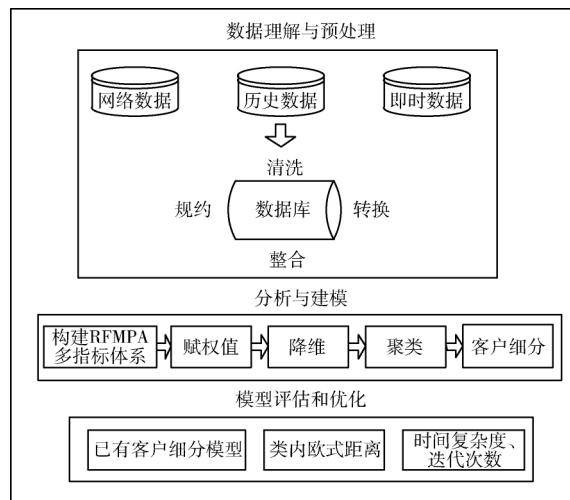 数据理解与预处理
网络数据 历史数据 即时数据
清洗
规约 数据库 转换
整合
分析与建模
构建RFMPA
多指标体系
赋权值 降维 聚类 客户细分
模型评估和优化
已有客户细分模型 类内欧式距离
时间复杂度、
迭代次数